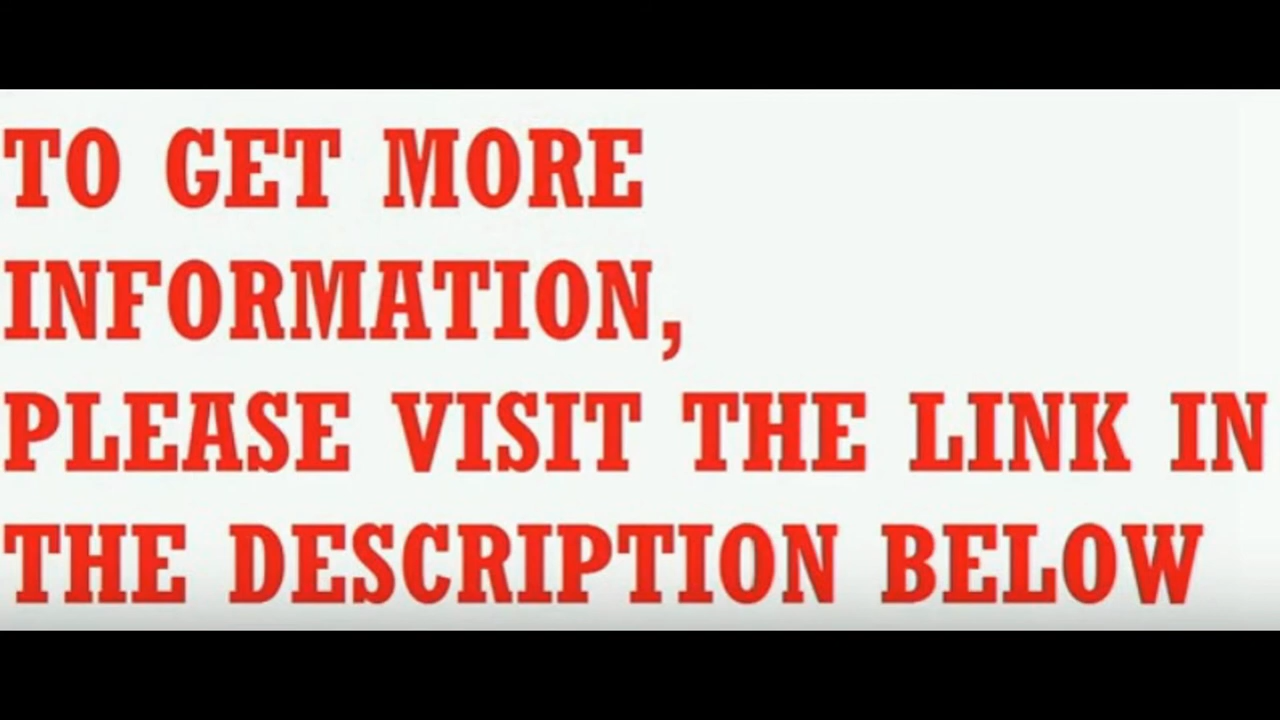 TO GET MORE
INFORMATION,
PLEASE VISIT THE LINK IN
THE DESCRIPTION BELOW